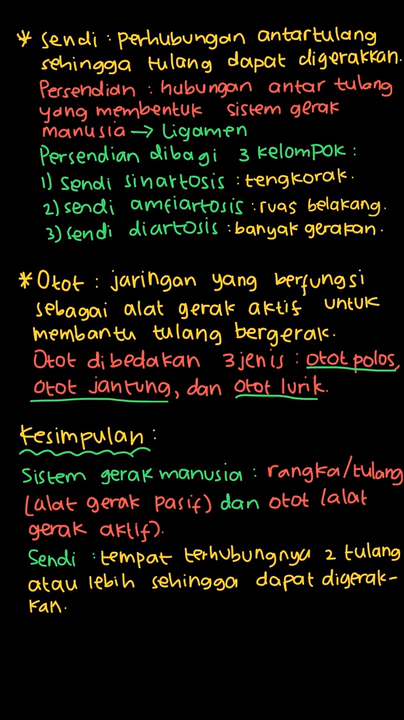 * Sendi : perhubungan antartulang
sehingga tulang dapat digerakkan.
Persendian : hubungan antar tulang
yang membentuk sistem gerak
manusia → Ligamen
Persendian dibagi 3 kelompok :
1) Sendi sinartosis : tengkorak.
2) sendi amfiartosis : ruas belakang.
3) sendi diartosis : banyak gerakan.
* Otot : jaringan yang berfungsi
sebagai alat gerak aktif untuk
membantu tulang bergerak.
Otot dibedakan 3 jenis : otot polos,
otot jantung, dan otot lurik.
Kesimpulan :
Sistem gerak manusia : rangka/tulang
(alat gerak pasif) dan otot (alat
gerak aktif).
Sendi : tempat terhubungnya 2 tulang
atau lebih sehingga dapat digerak-
kan.